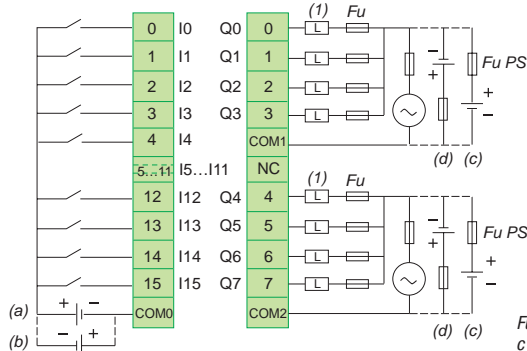 (1) Fu
0 I0 Q0 0 L
1 I1 Q1 1 L
2 I2 Q2 2 L Fu PS
3 I3 Q3 3 L
4 I4 COM1
(d) (c)
5...11 I5...I11 NC
(1) Fu
12 I12 Q4 4 L
13 I13 Q5 5 L
14 I14 Q6 6 L Fu PS
15 I15 Q7 7 L
(a) + − COM0 COM2
(d) (c)
(b) − +
− + + −
− + + −